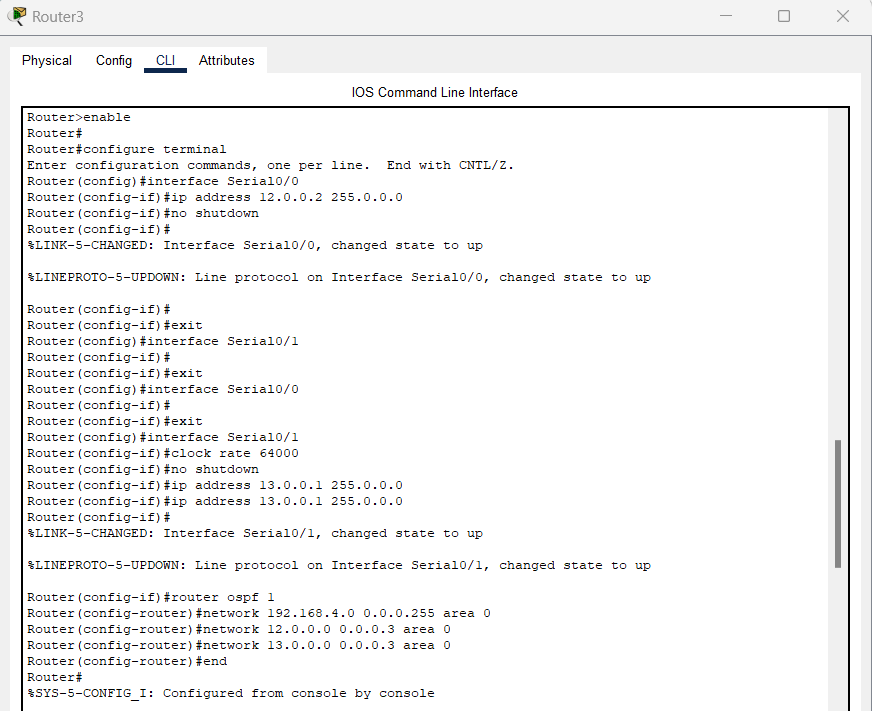 Router3
Physical Config CLI Attributes
IOS Command Line Interface
Router>enable
Router#
Router#configure terminal
Enter configuration commands, one per line.  End with CNTL/Z.
Router(config)#interface Serial0/0
Router(config-if)#ip address 12.0.0.2 255.0.0.0
Router(config-if)#no shutdown
Router(config-if)#
%LINK-5-CHANGED: Interface Serial0/0, changed state to up
%LINEPROTO-5-UPDOWN: Line protocol on Interface Serial0/0, changed state to up
Router(config-if)#
Router(config-if)#exit
Router(config)#interface Serial0/1
Router(config-if)#
Router(config-if)#exit
Router(config)#interface Serial0/0
Router(config-if)#
Router(config-if)#exit
Router(config)#interface Serial0/1
Router(config-if)#clock rate 64000
Router(config-if)#no shutdown
Router(config-if)#ip address 13.0.0.1 255.0.0.0
Router(config-if)#ip address 13.0.0.1 255.0.0.0
Router(config-if)#
%LINK-5-CHANGED: Interface Serial0/1, changed state to up
%LINEPROTO-5-UPDOWN: Line protocol on Interface Serial0/1, changed state to up
Router(config-if)#router ospf 1
Router(config-router)#network 192.168.4.0 0.0.0.255 area 0
Router(config-router)#network 12.0.0.0 0.0.0.3 area 0
Router(config-router)#network 13.0.0.0 0.0.0.3 area 0
Router(config-router)#end
Router#
%SYS-5-CONFIG_I: Configured from console by console